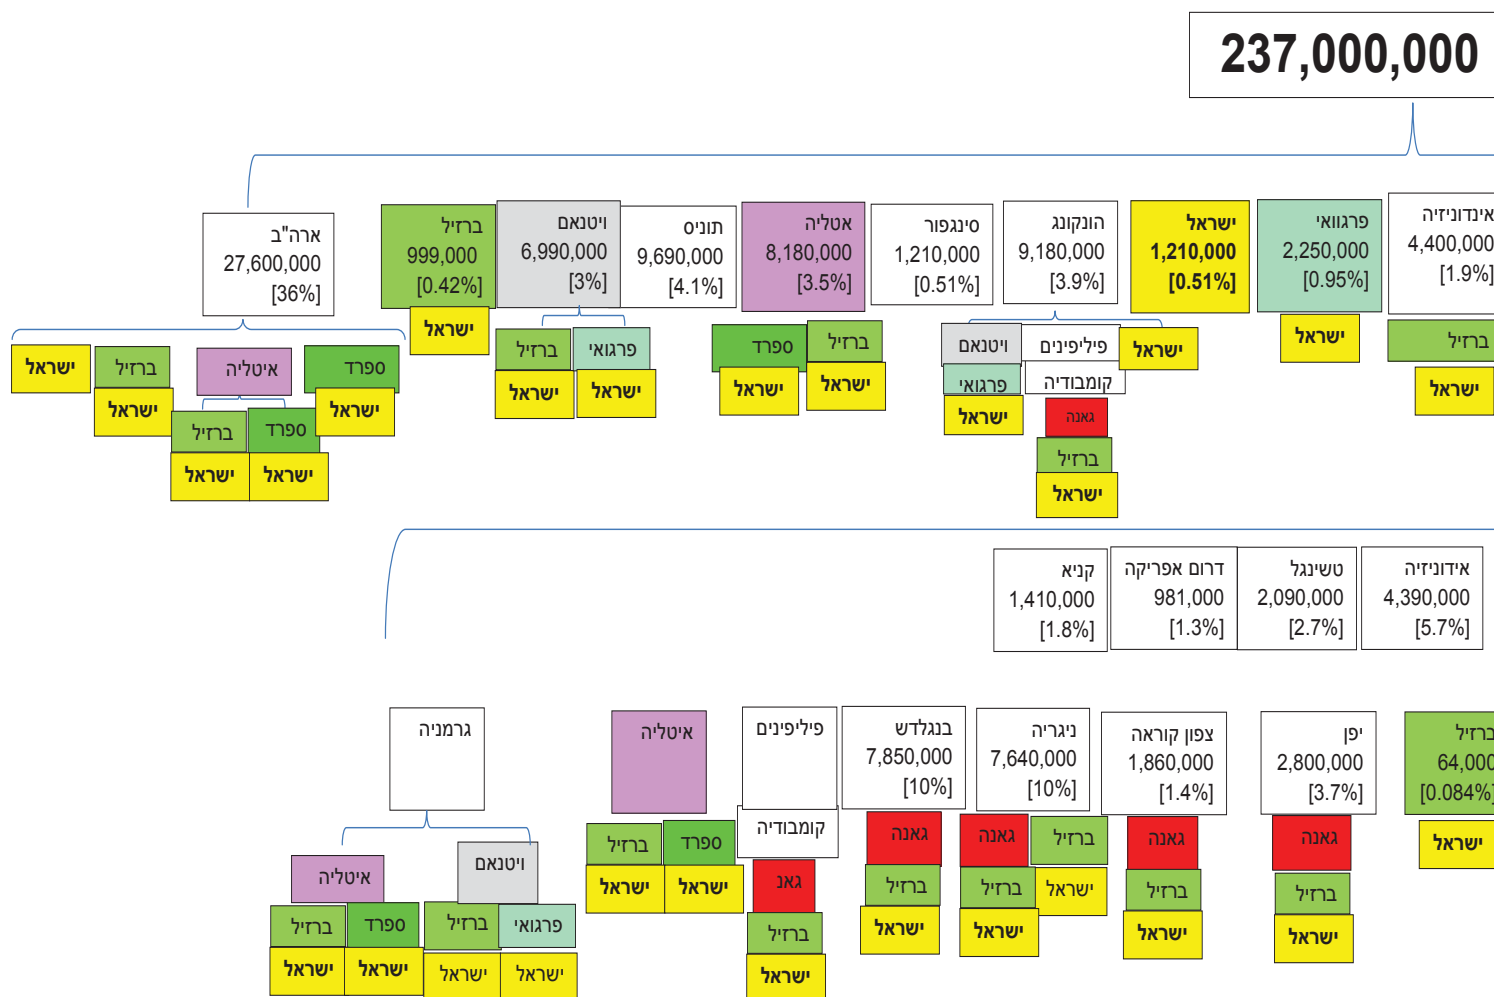 237,000,000
אינדונזיה
4,400,000
[1.9%]
ברזיל
ישראל
פרגוואי
2,250,000
[0.95%]
ישראל
ישראל
1,210,000
[0.51%]
הונקונג
9,180,000
[3.9%]
ישראל
פיליפינים
קומבודיה
גאנה
ברזיל
ישראל
ויטנאם
פרגואי
ישראל
סינגפור
1,210,000
[0.51%]
אטליה
8,180,000
[3.5%]
ברזיל
ישראל
ספרד
ישראל
תוניס
9,690,000
[4.1%]
ויטנאם
6,990,000
[3%]
פרגואי
ישראל
ברזיל
ישראל
ברזיל
999,000
[0.42%]
ישראל
ארה"ב
27,600,000
[36%]
ספרד
ישראל
איטליה
ספרד
ישראל
ברזיל
ישראל
ברזיל
ישראל
ישראל
אידוניזיה
4,390,000
[5.7%]
טשינגל
2,090,000
[2.7%]
דרום אפריקה
981,000
[1.3%]
קניא
1,410,000
[1.8%]
ברזיל
64,000
[0.084%]
ישראל
יפן
2,800,000
[3.7%]
גאנה
ברזיל
ישראל
צפון קוראה
1,860,000
[1.4%]
גאנה
ברזיל
ישראל
ניגריה
7,640,000
[10%]
ברזיל
ישראל
גאנה
ברזיל
ישראל
בנגלדש
7,850,000
[10%]
גאנה
ברזיל
ישראל
פיליפינים
קומבודיה
גאנ
ברזיל
ישראל
איטליה
ספרד
ישראל
ברזיל
ישראל
גרמניה
ויטנאם
פרגואי
ישראל
ברזיל
ישראל
איטליה
ספרד
ישראל
ברזיל
ישראל